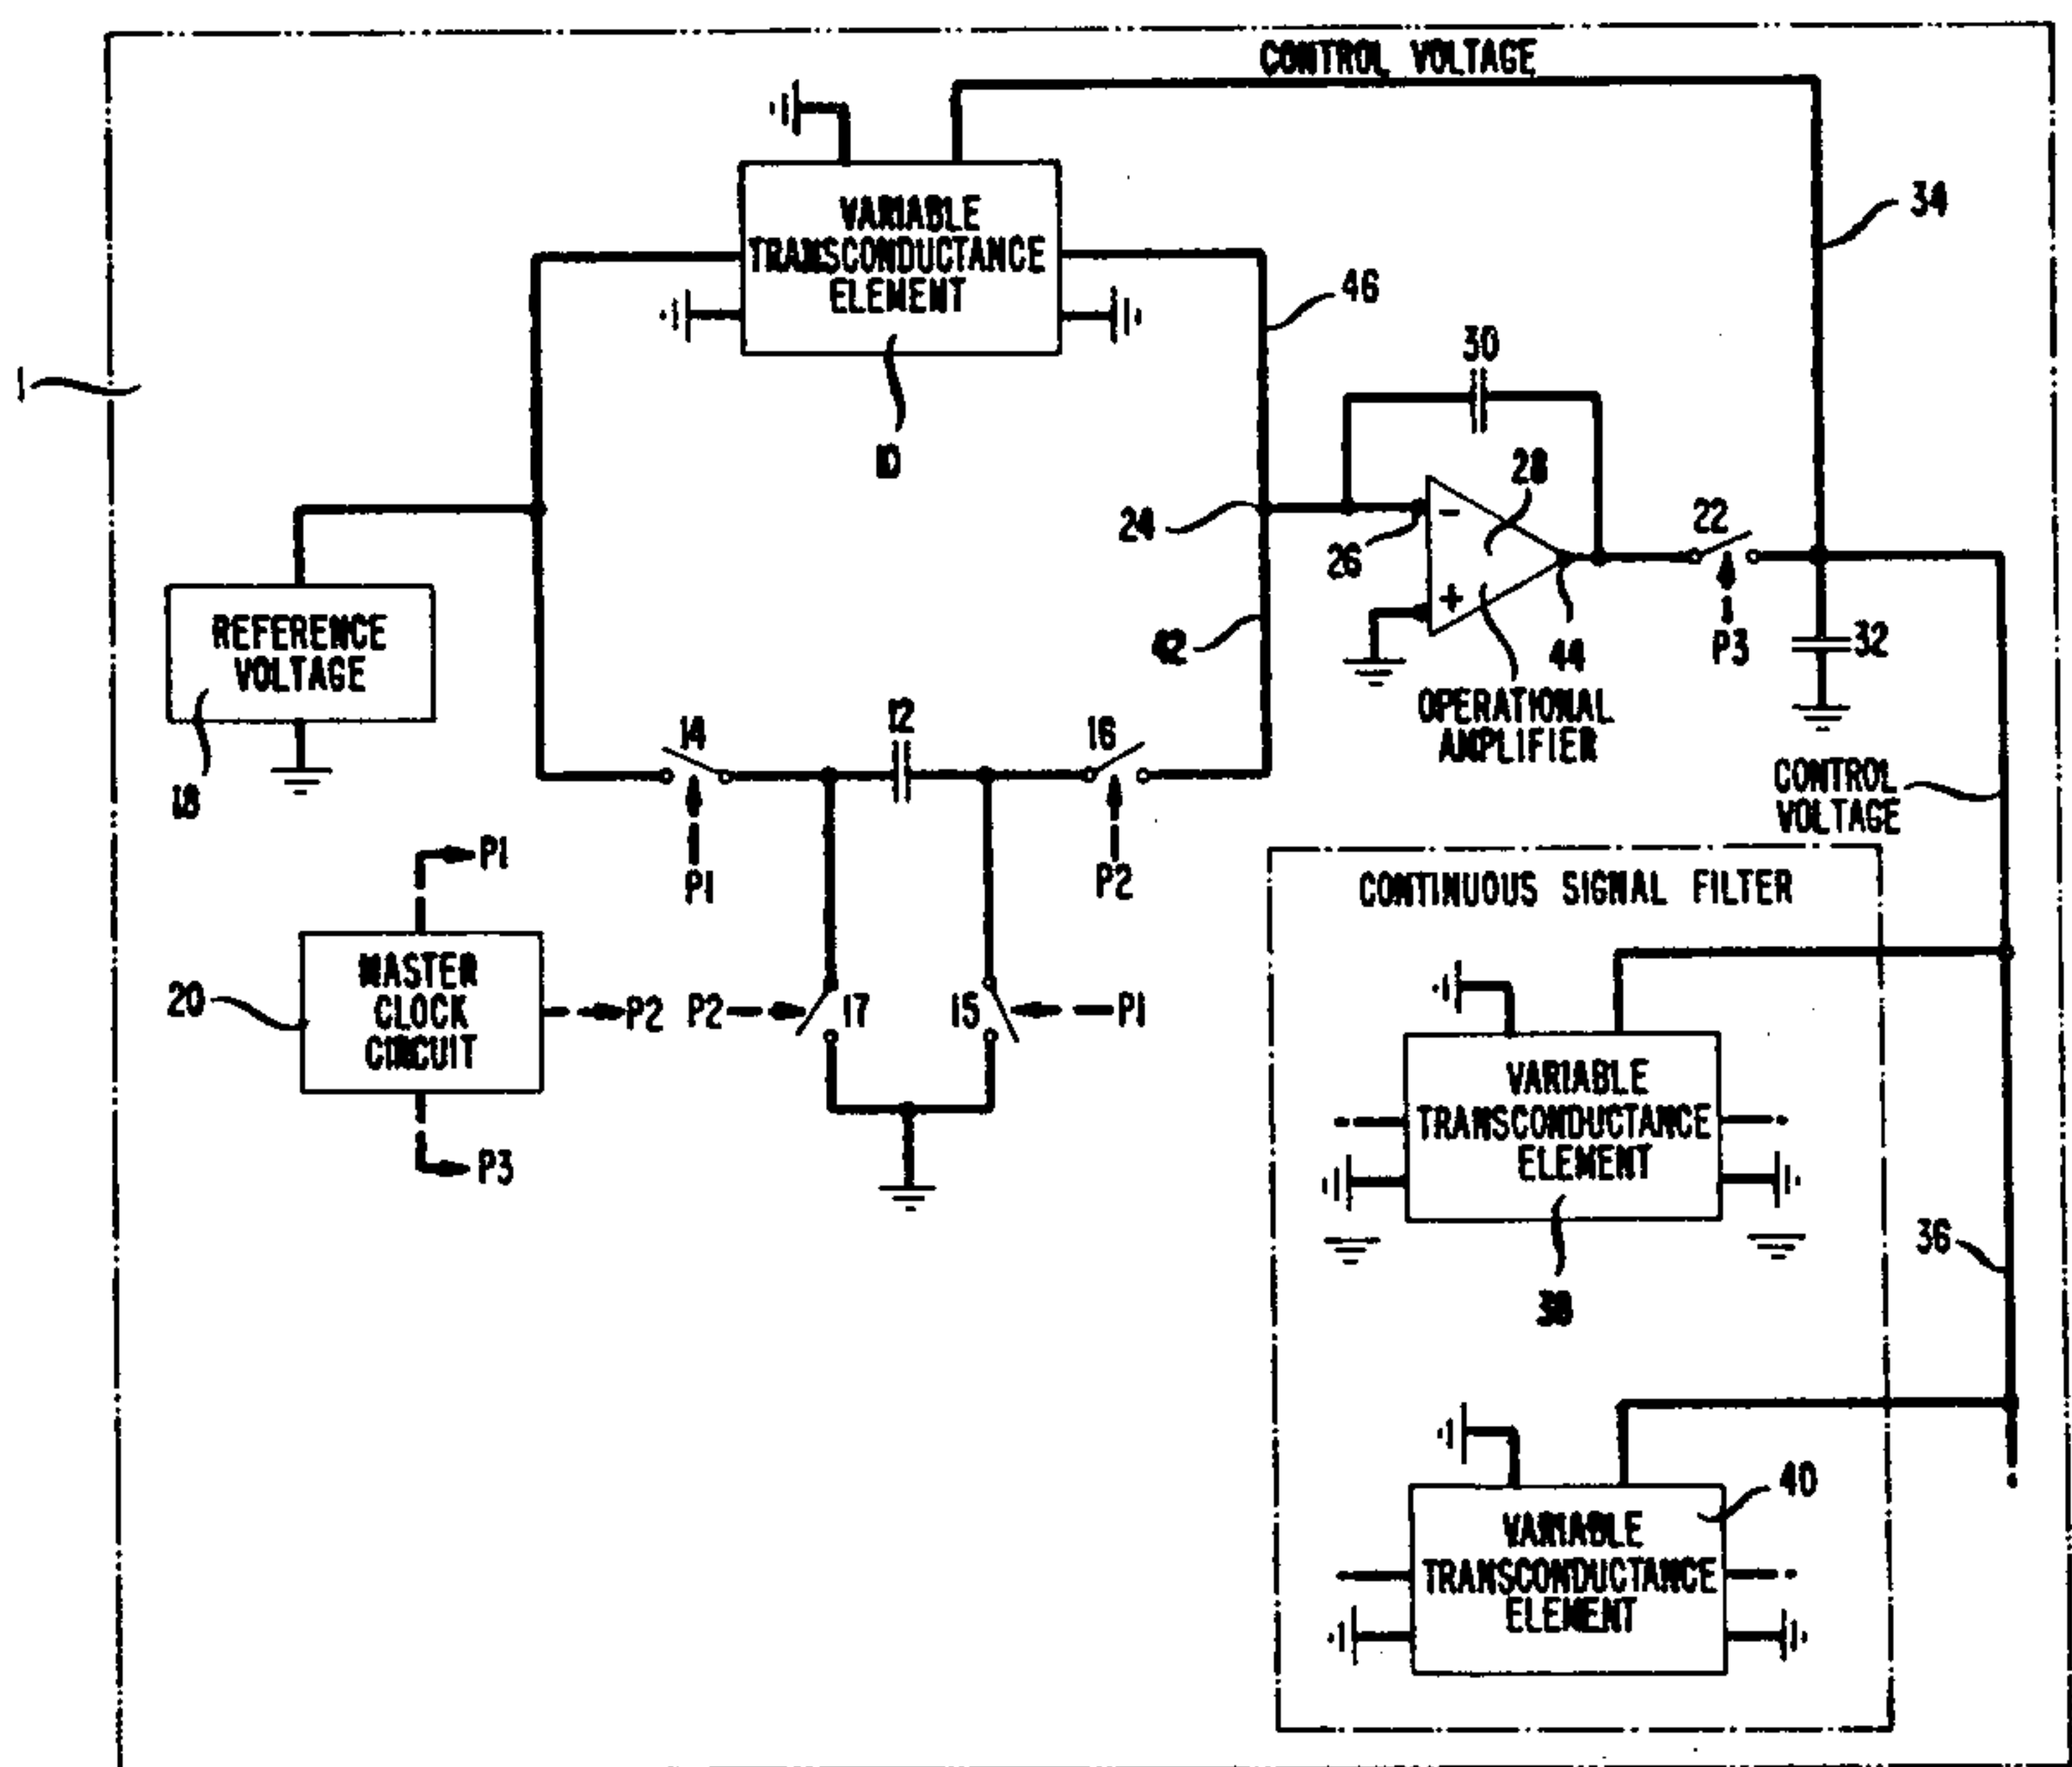 CONTROL VOLTAGE
VARIABLE
TRANSCONDUCTANCE
ELEMENT
34
46
1
30
10
28
24
26
22
REFERENCE
VOLTAGE
42
44
P3
32
OPERATIONAL
AMPLIFIER
18
14
12
16
CONTROL
VOLTAGE
P1
P1
P2
CONTINUOUS SIGNAL FILTER
MASTER
CLOCK
CIRCUIT
20
P2
P2
17
15
P1
P3
VARIABLE
TRANSCONDUCTANCE
ELEMENT
36
38
40
VARIABLE
TRANSCONDUCTANCE
ELEMENT